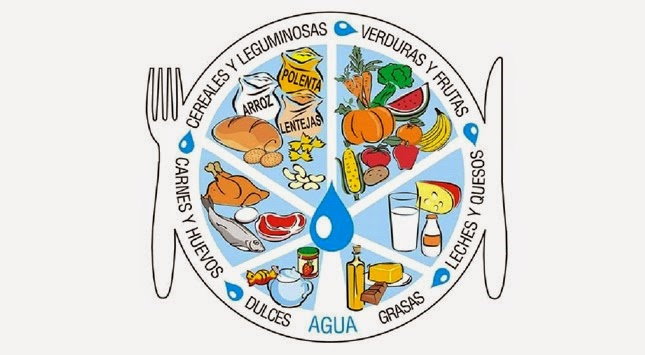 CEREALES Y LEGUMINOSAS
VERDURAS Y FRUTAS
POLENTA
ARROZ
LENTEJAS
CARNES Y HUEVOS
LECHES Y QUESOS
DULCES
AGUA
GRASAS